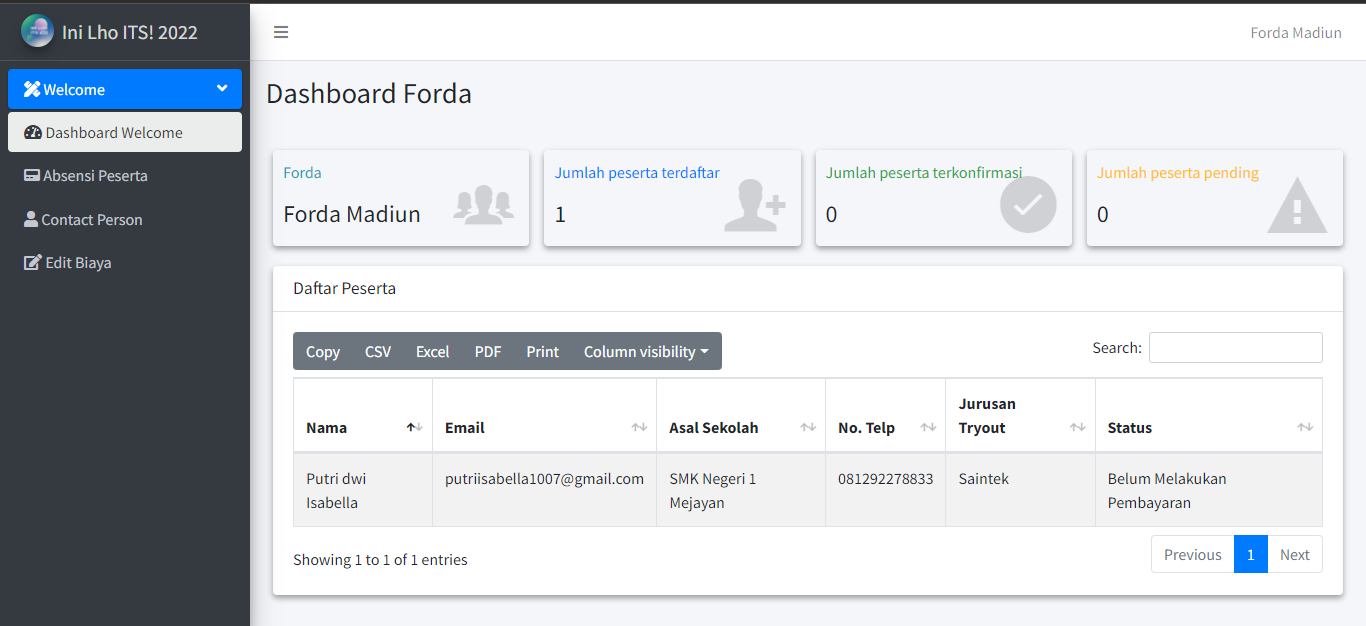 Ini Lho ITS! 2022
Forda Madiun
Welcome
Dashboard Welcome
Absensi Peserta
Contact Person
Edit Biaya
Dashboard Forda
Forda
Forda Madiun
Jumlah peserta terdaftar
1
Jumlah peserta terkonfirmasi
0
Jumlah peserta pending
0
Daftar Peserta
Copy CSV Excel PDF Print Column visibility
Search:
Nama Email Asal Sekolah No. Telp Jurusan Tryout Status
Putri dwi Isabella putriisabella1007@gmail.com SMK Negeri 1 Mejayan 081292278833 Saintek Belum Melakukan Pembayaran
Showing 1 to 1 of 1 entries
Previous 1 Next